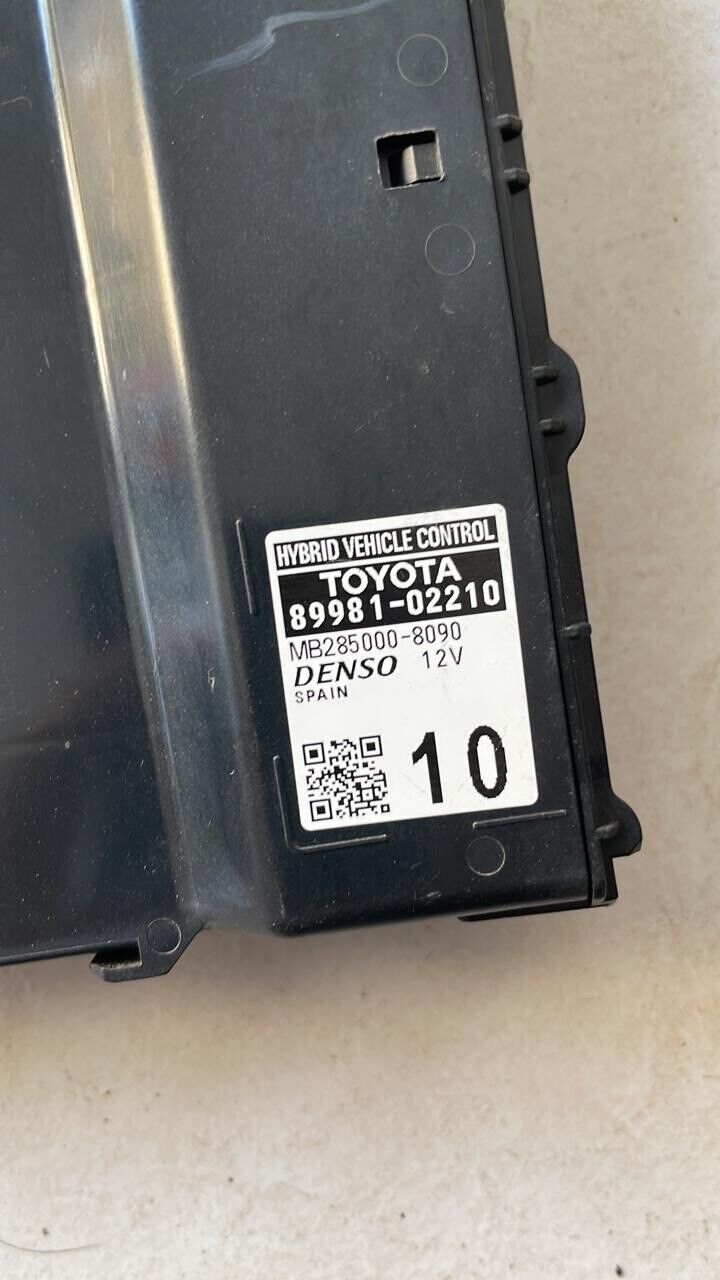 HYBRID VEHICLE CONTROL
TOYOTA
89981-02210
MB285000-8090
DENSO 12V
SPAIN
10